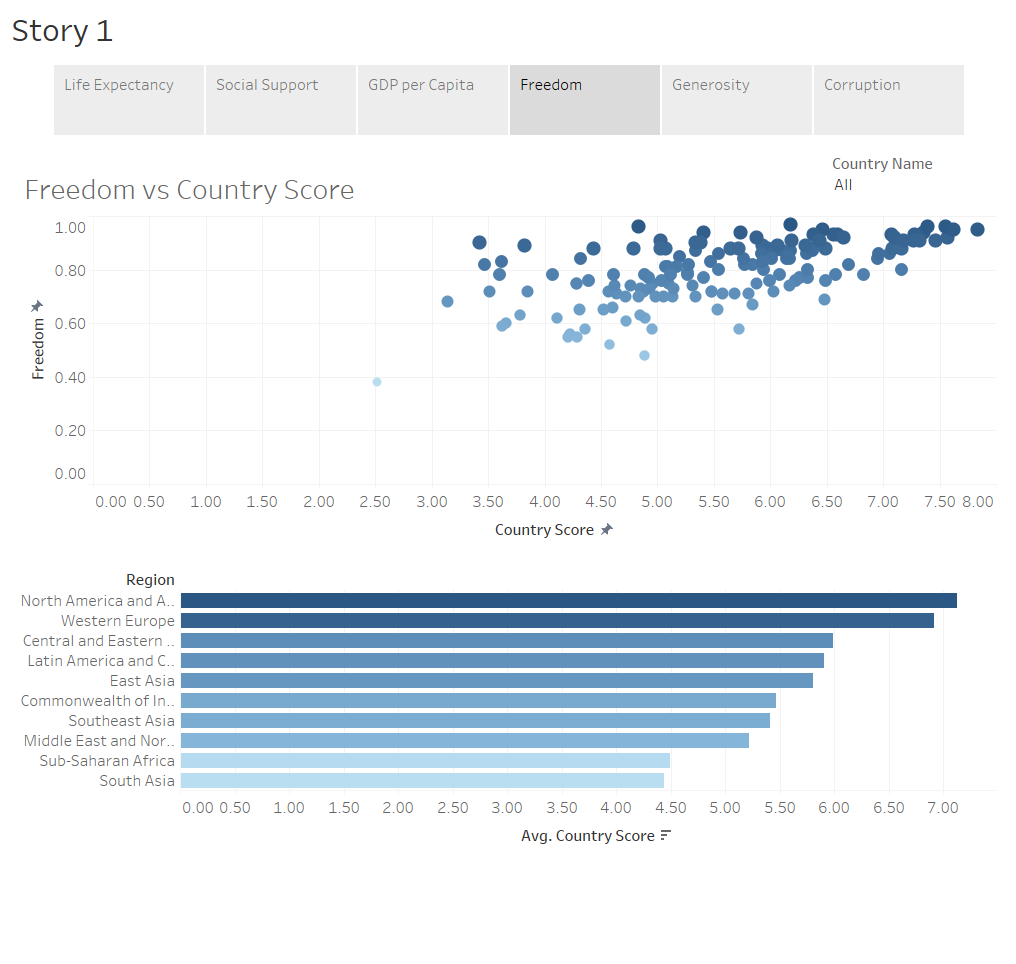 Story 1
Life Expectancy Social Support GDP per Capita Freedom Generosity Corruption
Country Name
All
Freedom vs Country Score
1.00
0.80
0.60
0.40
0.20
0.00
Freedom
0.00 0.50 1.00 1.50 2.00 2.50 3.00 3.50 4.00 4.50 5.00 5.50 6.00 6.50 7.00 7.50 8.00
Country Score
Region
North America and A..
Western Europe
Central and Eastern ..
Latin America and C..
East Asia
Commonwealth of In..
Southeast Asia
Middle East and Nor..
Sub-Saharan Africa
South Asia
0.00 0.50 1.00 1.50 2.00 2.50 3.00 3.50 4.00 4.50 5.00 5.50 6.00 6.50 7.00
Avg. Country Score